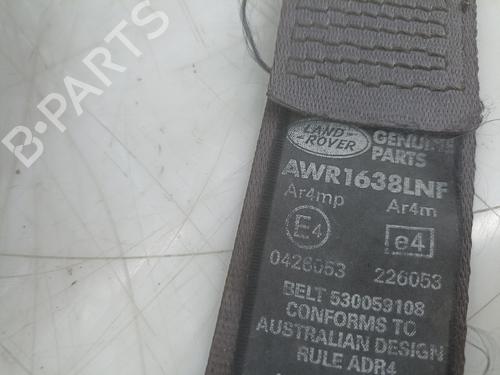 B-PARTS
LAND ROVER GENUINE PARTS
AWR1638LNF
Ar4mp Ar4m
E4 e4
0426053 226053
BELT 530059108
CONFORMS TO
AUSTRALIAN DESIGN
RULE ADR4